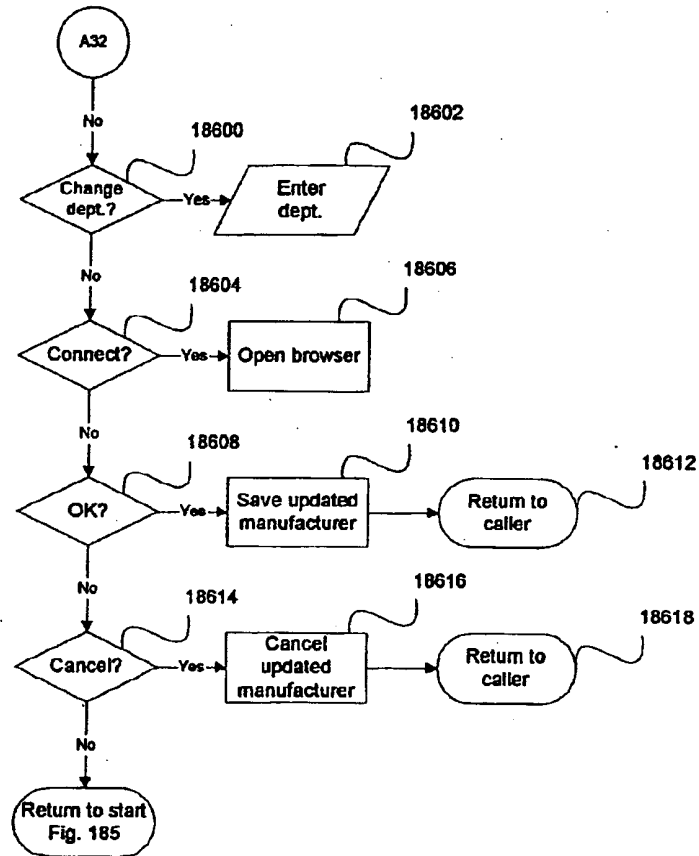 A32
No
18600
18602
Change
dept.?
Yes
Enter
dept.
No
18604
18606
Connect?
Yes
Open browser
No
18608
18610
18612
OK?
Yes
Save updated
manufacturer
Return to
caller
No
18614
18616
18618
Cancel?
Yes
Cancel
updated
manufacturer
Return to
caller
No
Return to start
Fig. 185